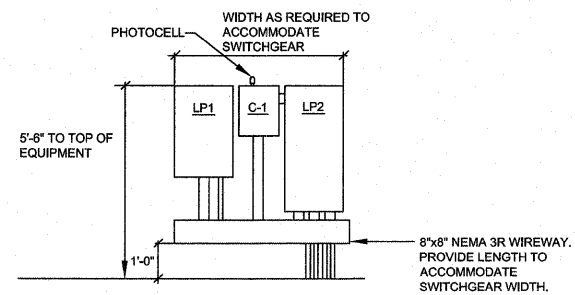 WIDTH AS REQUIRED TO
ACCOMMODATE
SWITCHGEAR
PHOTOCELL
LP1
C-1
LP2
5'-6" TO TOP OF
EQUIPMENT
1'-0"
8"x8" NEMA 3R WIREWAY.
PROVIDE LENGTH TO
ACCOMMODATE
SWITCHGEAR WIDTH.